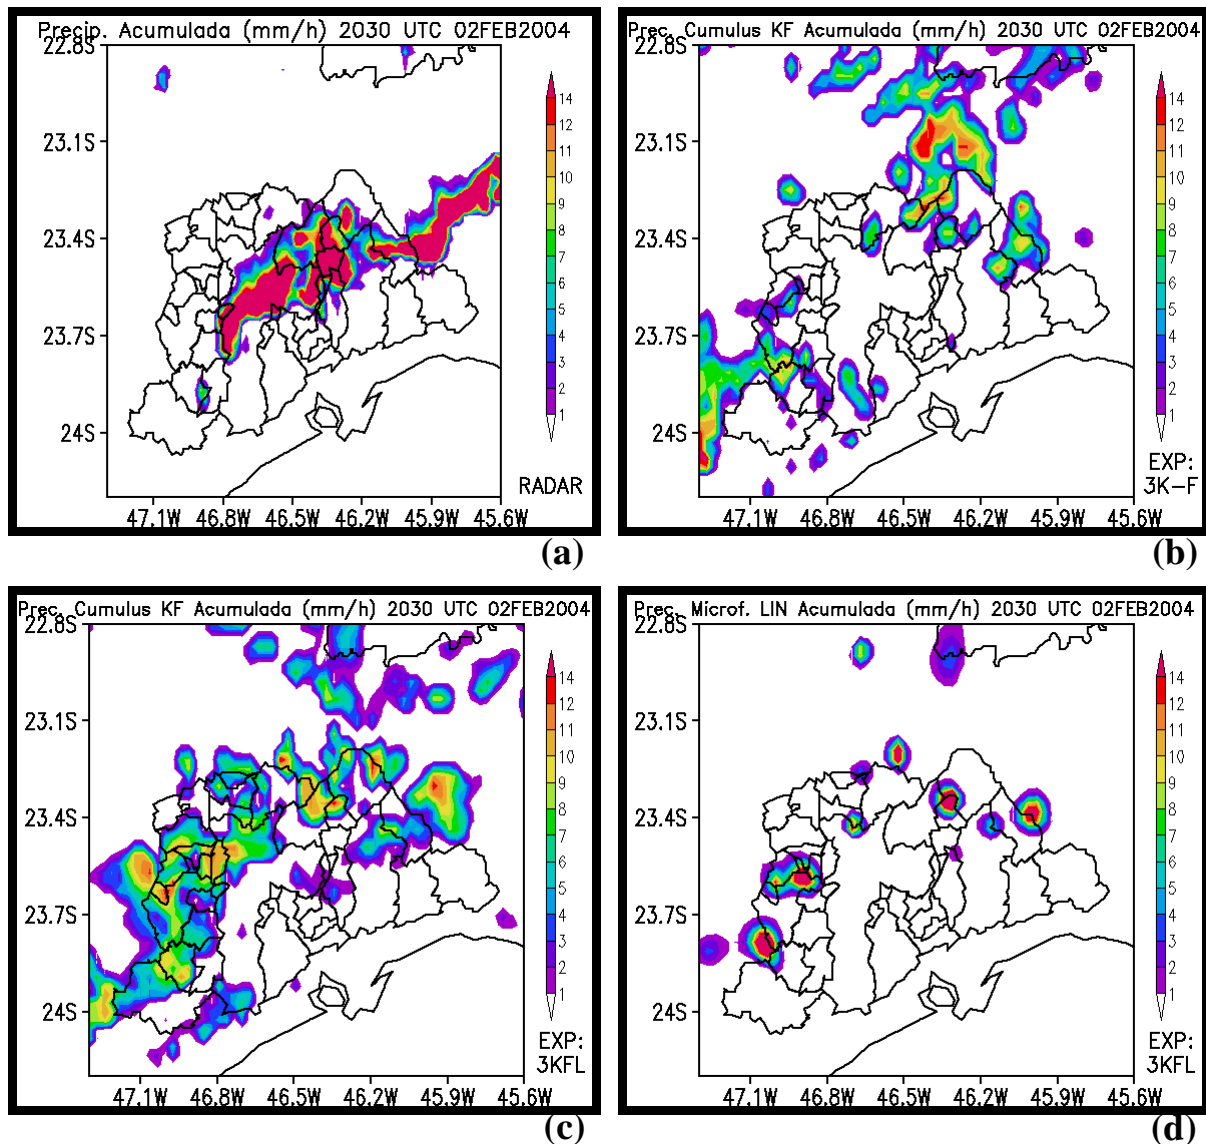 Precip. Acumulada (mm/h) 2030 UTC 02FEB2004
22.8S
23.1S
23.4S
23.7S
24S
47.1W 46.8W 46.5W 46.2W 45.9W 45.6W
14
12
11
10
9
8
7
6
5
4
3
2
1
RADAR
(a)
Prec. Cumulus KF Acumulada (mm/h) 2030 UTC 02FEB2004
22.8S
23.1S
23.4S
23.7S
24S
47.1W 46.8W 46.5W 46.2W 45.9W 45.6W
14
12
11
10
9
8
7
6
5
4
3
2
1
EXP:
3K-F
(b)
Prec. Cumulus KF Acumulada (mm/h) 2030 UTC 02FEB2004
22.8S
23.1S
23.4S
23.7S
24S
47.1W 46.8W 46.5W 46.2W 45.9W 45.6W
14
12
11
10
9
8
7
6
5
4
3
2
1
EXP:
3KFL
(c)
Prec. Microf. LIN Acumulada (mm/h) 2030 UTC 02FEB2004
22.8S
23.1S
23.4S
23.7S
24S
47.1W 46.8W 46.5W 46.2W 45.9W 45.6W
14
12
11
10
9
8
7
6
5
4
3
2
1
EXP:
3KFL
(d)